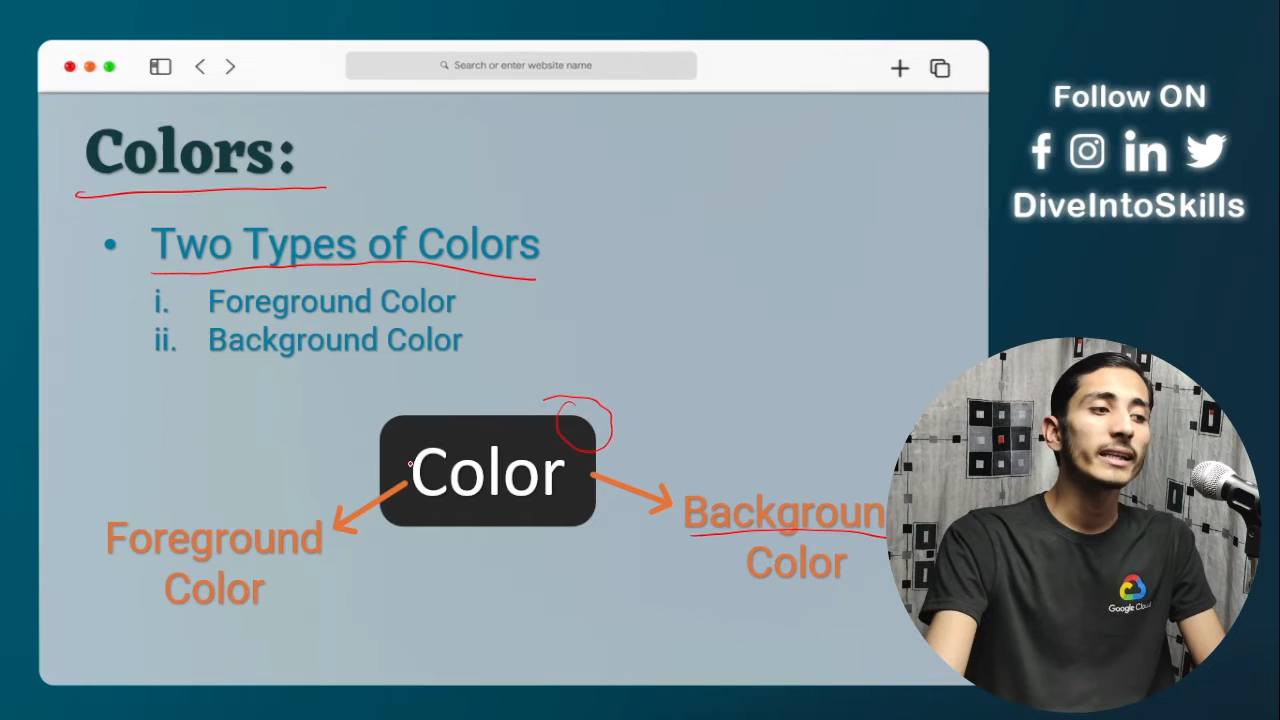 Search or enter website name
Follow ON
DiveIntoSkills
Colors:
• Two Types of Colors
i. Foreground Color
ii. Background Color
Color
Foreground
Color
Backgroun
Color
Google Cloud